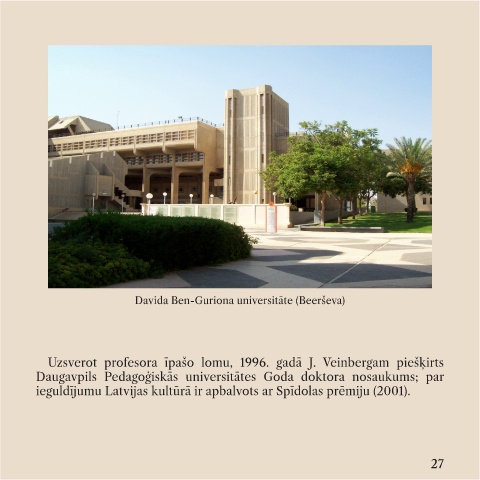 Davida Ben-Guriona universitāte (Beerševa)
Uzsverot profesora īpašo lomu, 1996. gadā J. Veinbergam piešķirts
Daugavpils Pedagoģiskās universitātes Goda doktora nosaukums; par
ieguldījumu Latvijas kultūrā ir apbalvots ar Spīdolas prēmiju (2001).
27